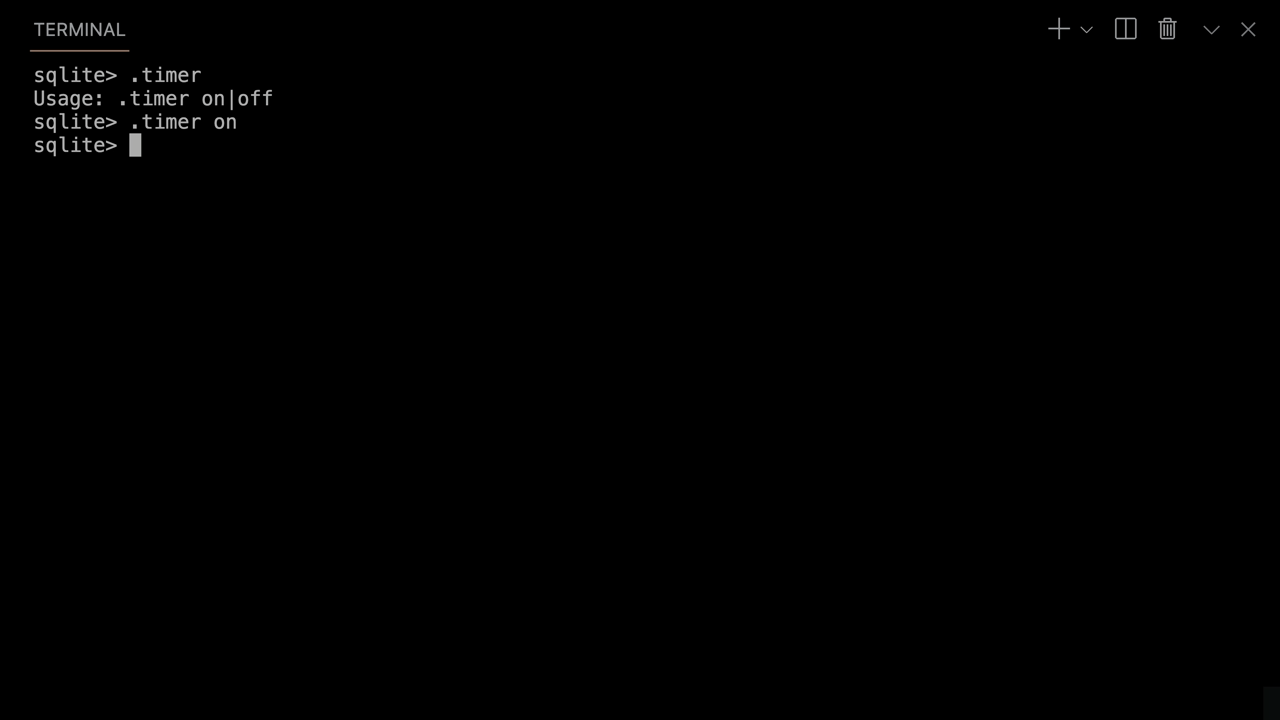 TERMINAL
sqlite> .timer
Usage: .timer on|off
sqlite> .timer on
sqlite>